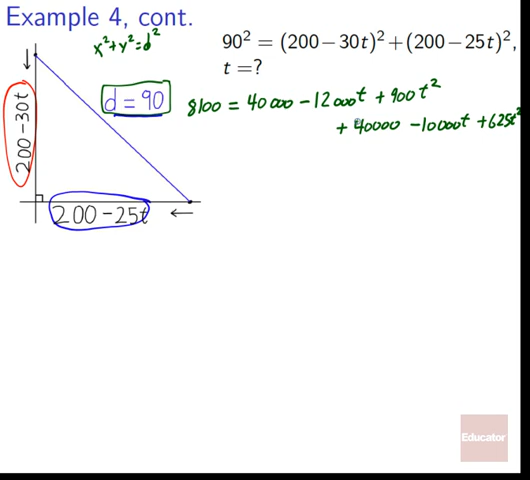 Example 4, cont.
x²+y²=d²
90² = (200−30t)²+(200−25t)²,
t =?
d = 90
8100 = 40000 − 12000t + 900t²
+ 40000 − 10000t + 625t²
200−30t
200−25t
Educator